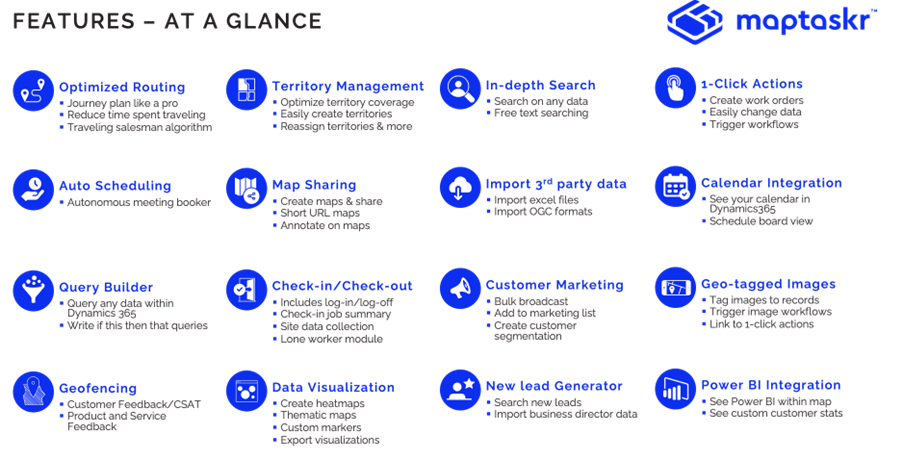 FEATURES – AT A GLANCE
maptaskr™
Optimized Routing
▪ Journey plan like a pro
▪ Reduce time spent traveling
▪ Traveling salesman algorithm
Territory Management
▪ Optimize territory coverage
▪ Easily create territories
▪ Reassign territories & more
In-depth Search
▪ Search on any data
▪ Free text searching
1-Click Actions
▪ Create work orders
▪ Easily change data
▪ Trigger workflows
Auto Scheduling
▪ Autonomous meeting booker
Map Sharing
▪ Create maps & share
▪ Short URL maps
▪ Annotate on maps
Import 3rd party data
▪ Import excel files
▪ Import OGC formats
Calendar Integration
▪ See your calendar in
Dynamics365
▪ Schedule board view
Query Builder
▪ Query any data within
Dynamics 365
▪ Write if this then that queries
Check-in/Check-out
▪ Includes log-in/log-off
▪ Check-in job summary
▪ Site data collection
▪ Lone worker module
Customer Marketing
▪ Bulk broadcast
▪ Add to marketing list
▪ Create customer
segmentation
Geo-tagged Images
▪ Tag images to records
▪ Trigger image workflows
▪ Link to 1-click actions
Geofencing
▪ Customer Feedback/CSAT
▪ Product and Service
Feedback
Data Visualization
▪ Create heatmaps
▪ Thematic maps
▪ Custom markers
▪ Export visualizations
New lead Generator
▪ Search new leads
▪ Import business director data
Power BI Integration
▪ See Power BI within map
▪ See custom customer stats